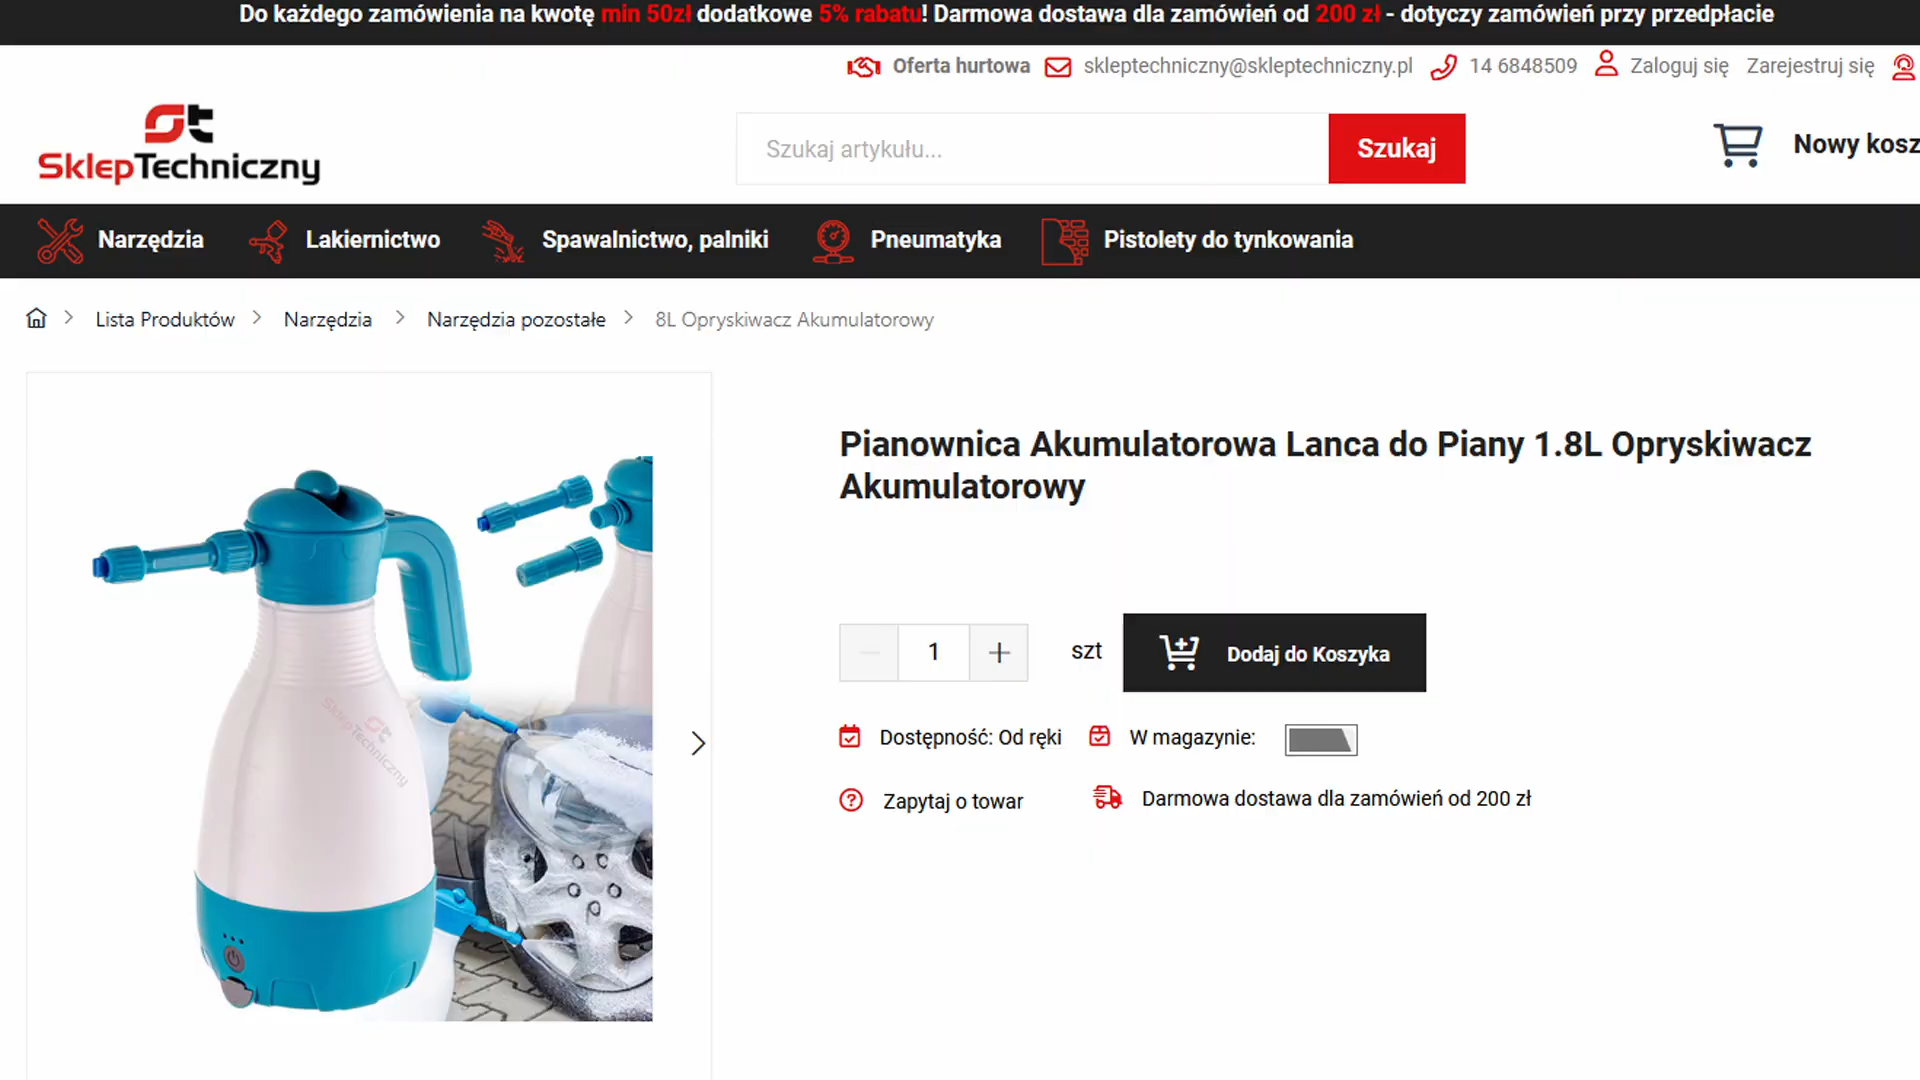 Do każdego zamówienia na kwotę min 50zł dodatkowe 5% rabatu! Darmowa dostawa dla zamówień od 200 zł - dotyczy zamówień przy przedpłacie
Oferta hurtowa skleptechniczny@skleptechniczny.pl 14 6848509 Zaloguj się Zarejestruj się
SklepTechniczny
Szukaj artykułu...
Szukaj
Nowy kosz
Narzędzia Lakiernictwo Spawalnictwo, palniki Pneumatyka Pistolety do tynkowania
Lista Produktów Narzędzia Narzędzia pozostałe 8L Opryskiwacz Akumulatorowy
Pianownica Akumulatorowa Lanca do Piany 1.8L Opryskiwacz
Akumulatorowy
1 szt Dodaj do Koszyka
SklepTechniczny
Dostępność: Od ręki W magazynie:
Zapytaj o towar Darmowa dostawa dla zamówień od 200 zł